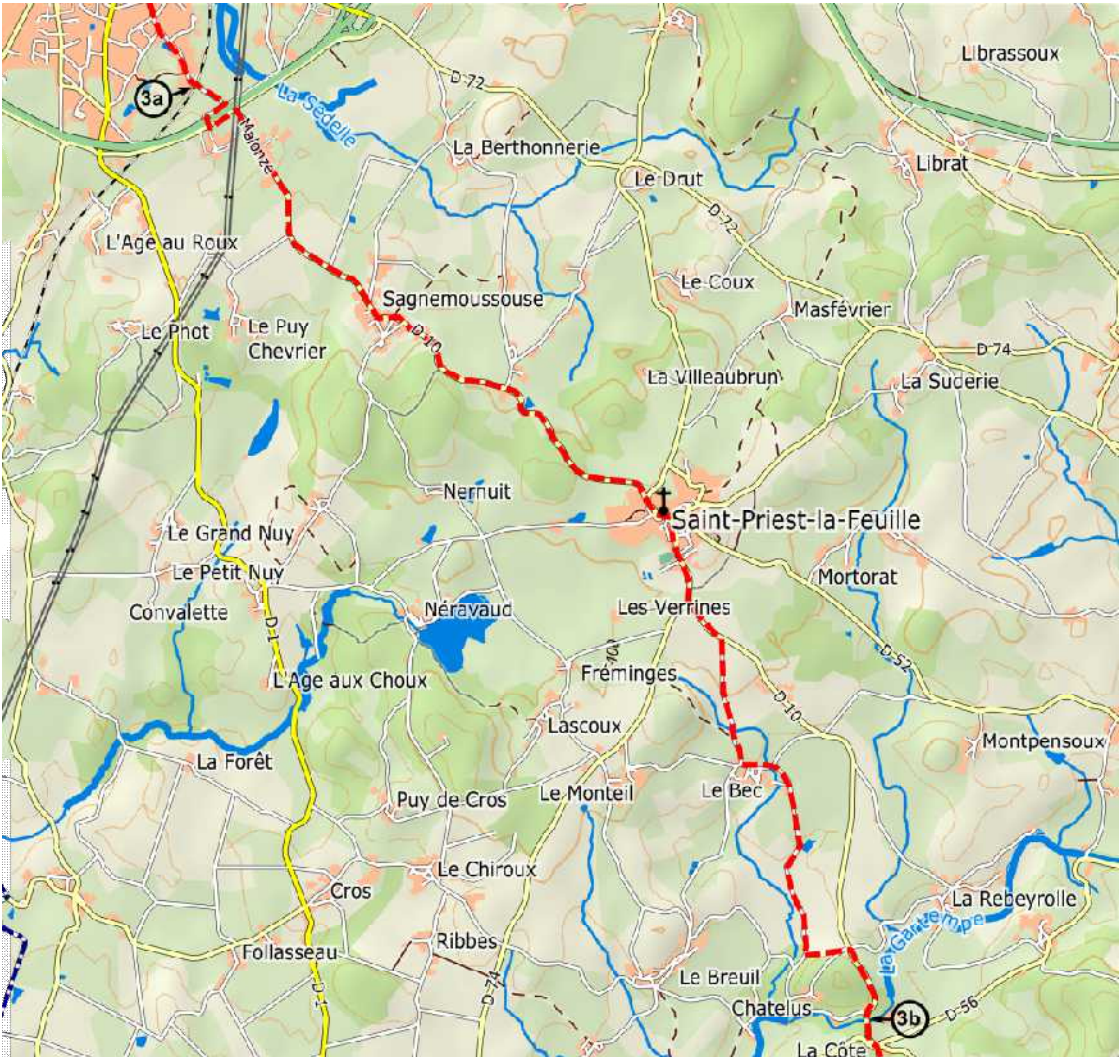 Librassoux
D 72
3a
La Sédelle
Malonze
La Berthonnerie
Librat
Le Drut
D 72
L'Age au Roux
Le Coux
Sagnemoussouse
Masfévrier
Le Phot
Le Puy
Chevrier
D 10
D 74
La Villeaubrun
La Suderie
Nernuit
Saint-Priest-la-Feuille
Le Grand Nuy
Le Petit Nuy
Mortorat
Convalette
Néravaud
Les Verrines
D 1
D 52
400
Fréminges
L'Age aux Choux
D 10
Lascoux
Montpensoux
La Forêt
Puy de Cros
Le Monteil
Le Bec
Le Chiroux
Cros
La Rebeyrolle
La Gartempe
Ribbes
Follasseau
D 74
Le Breuil
D 1
Chatelus
3b
D 56
La Côte